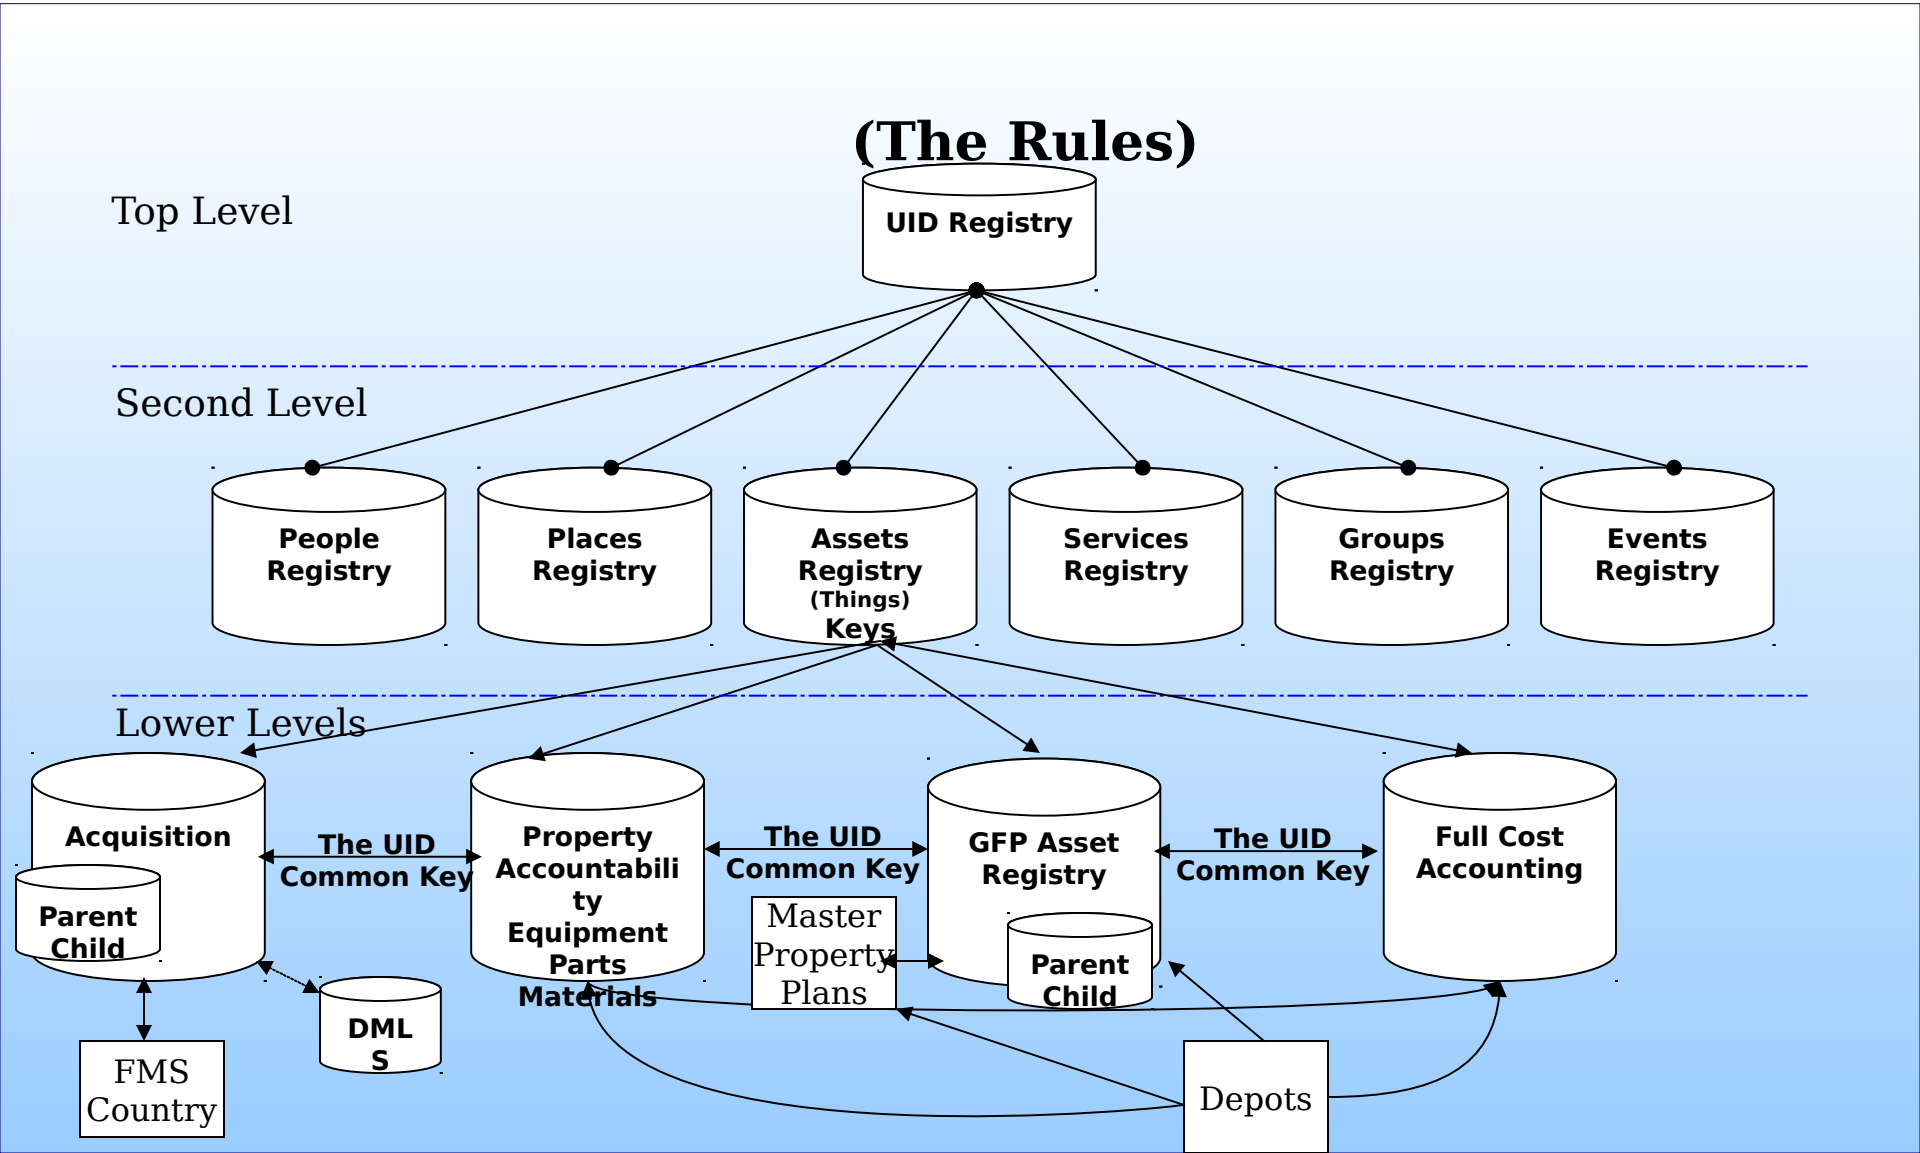 (The Rules)
Top Level
UID Registry
Second Level
People
Registry
Places
Registry
Assets
Registry
(Things)
Keys
Services
Registry
Groups
Registry
Events
Registry
Lower Levels
Acquisition
Parent
Child
The UID
Common Key
Property
Accountabili
ty
Equipment
Parts
Materials
The UID
Common Key
GFP Asset
Registry
Parent
Child
The UID
Common Key
Full Cost
Accounting
Master
Property
Plans
DML
S
FMS
Country
Depots